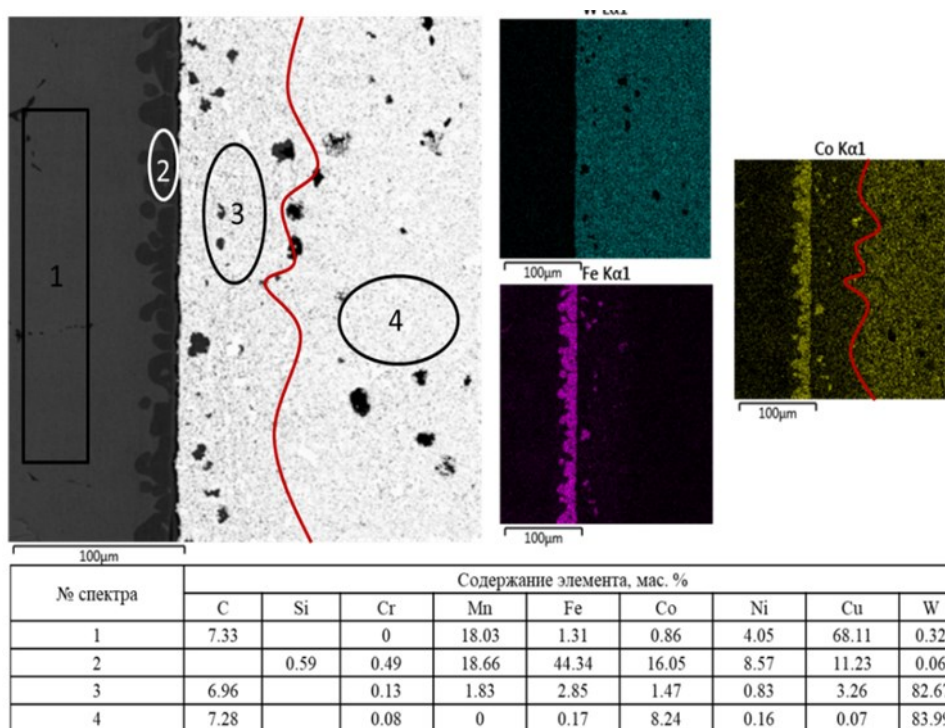 1
2
3
4
100μm
100μm
Fe Kα1
100μm
Co Kα1
100μm
№ спектра
Содержание элемента, мас. %
C Si Cr Mn Fe Co Ni Cu W
1 7.33 0 18.03 1.31 0.86 4.05 68.11 0.32
2 0.59 0.49 18.66 44.34 16.05 8.57 11.23 0.06
3 6.96 0.13 1.83 2.85 1.47 0.83 3.26 82.67
4 7.28 0.08 0 0.17 8.24 0.16 0.07